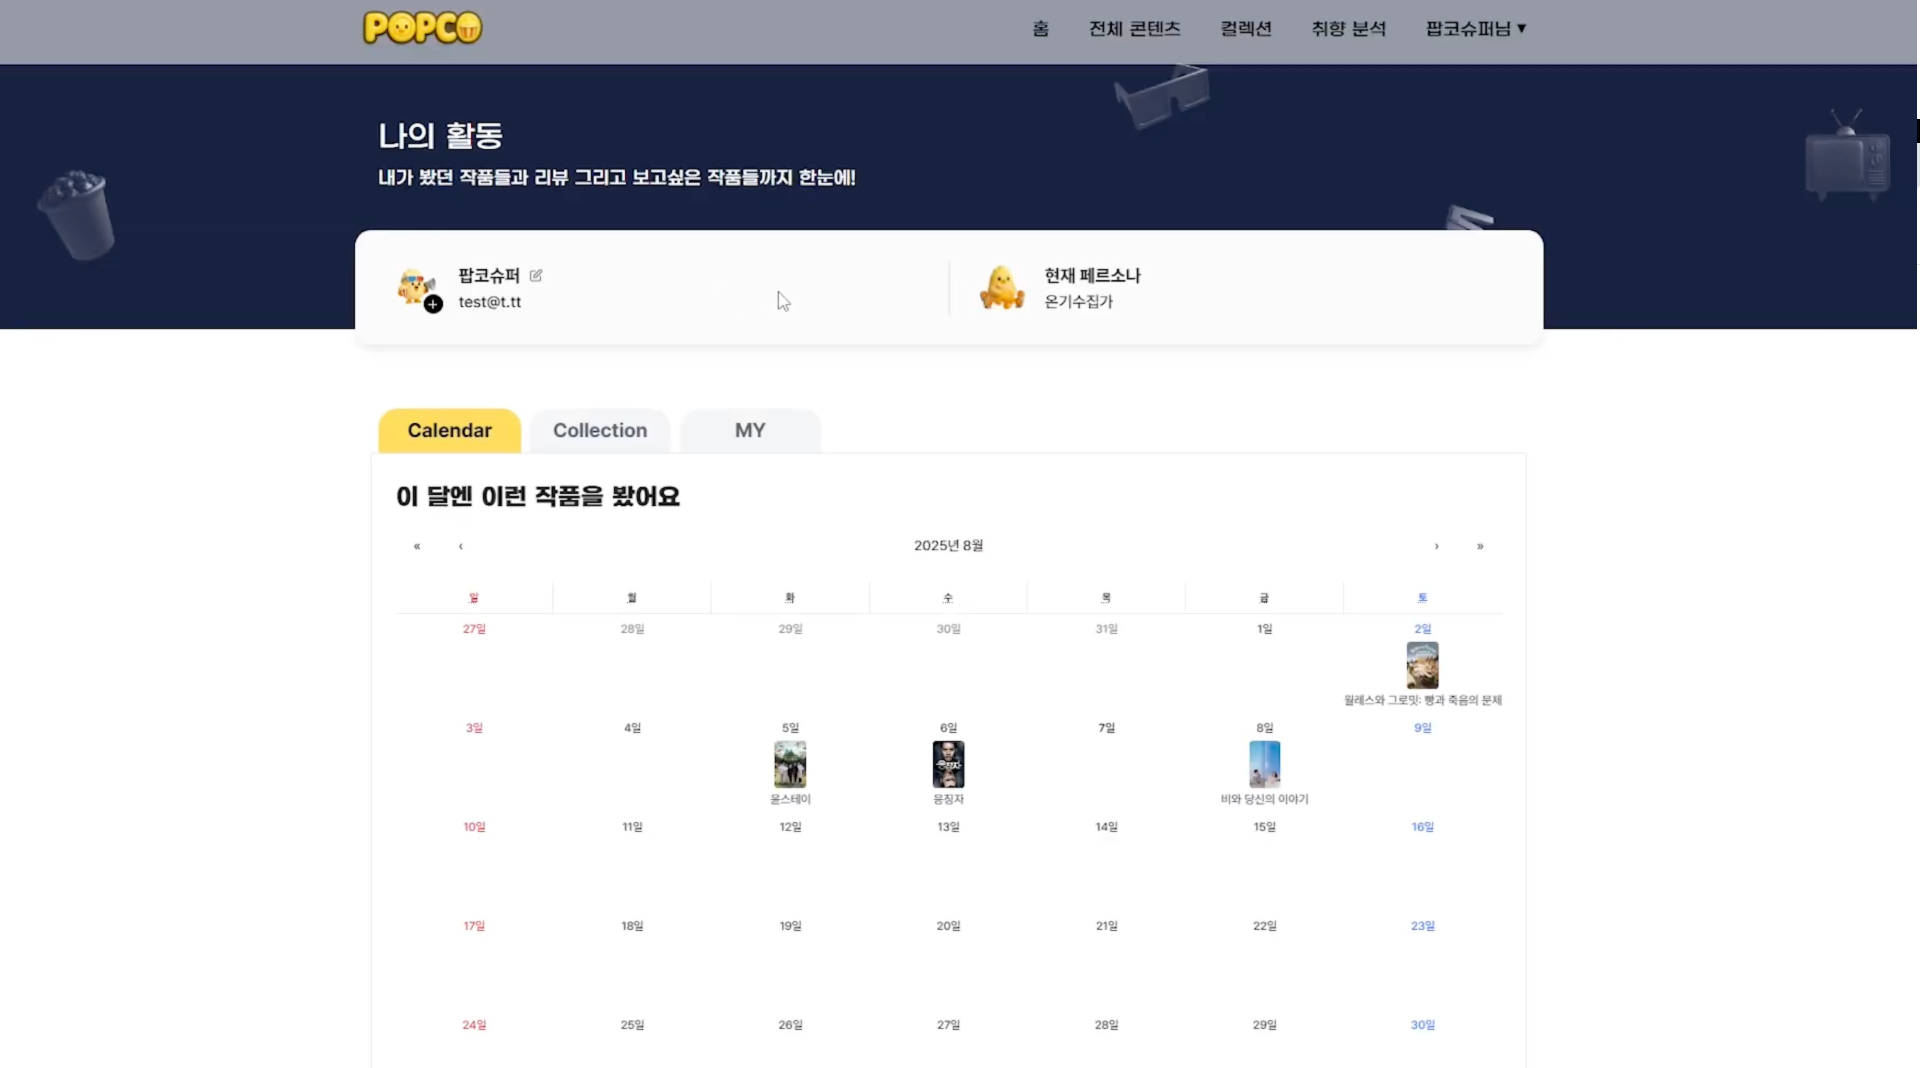 POPCO
홈 전체 콘텐츠 컬렉션 취향 분석 팝코슈퍼님 ▼
나의 활동
내가 봤던 작품들과 리뷰 그리고 보고싶은 작품들까지 한눈에!
팝코슈퍼
test@t.tt
현재 페르소나
온기수집가
Calendar Collection MY
이 달엔 이런 작품을 봤어요
« ‹ 2025년 8월 › »
일 월 화 수 목 금 토
27일 28일 29일 30일 31일 1일 2일
월레스와 그로밋: 빵과 죽음의 문제
3일 4일 5일 6일 7일 8일 9일
응징자
윤스테이 응징자 비와 당신의 이야기
10일 11일 12일 13일 14일 15일 16일
17일 18일 19일 20일 21일 22일 23일
24일 25일 26일 27일 28일 29일 30일